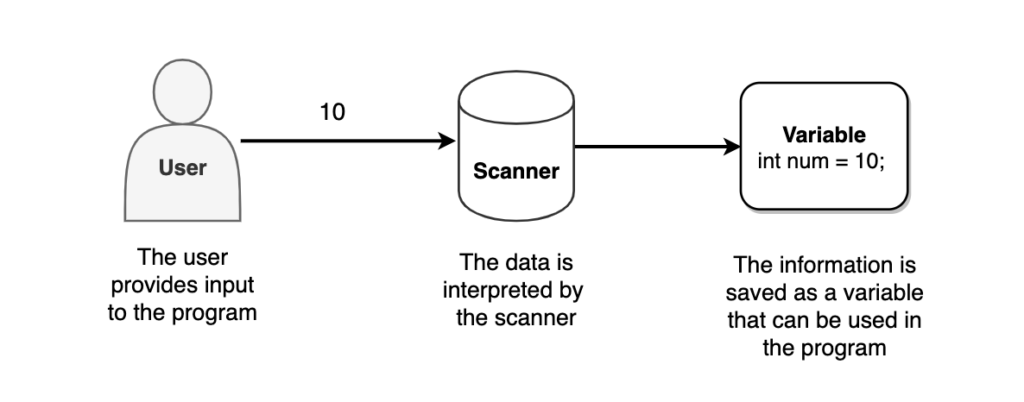 10
User
Scanner
Variable
int num = 10;
The user
provides input
to the program
The data is
interpreted by
the scanner
The information is
saved as a variable
that can be used in
the program